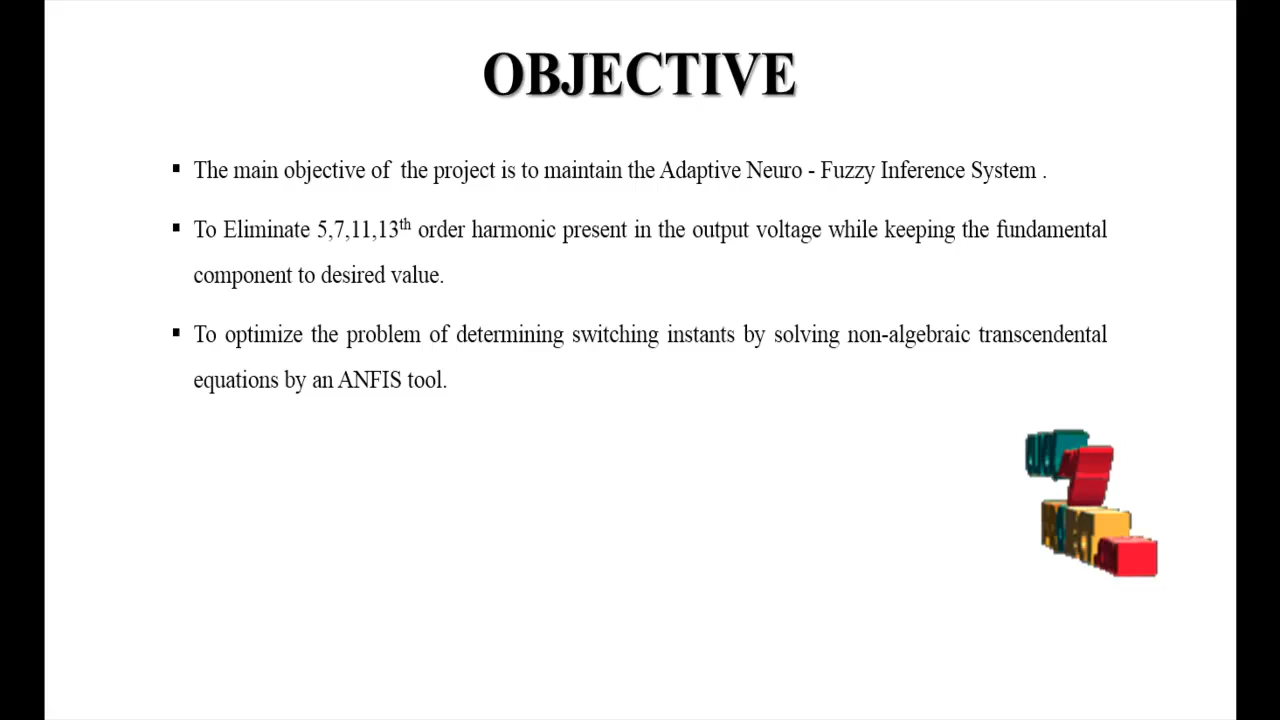 OBJECTIVE
▪ The main objective of the project is to maintain the Adaptive Neuro - Fuzzy Inference System .
▪ To Eliminate 5,7,11,13th order harmonic present in the output voltage while keeping the fundamental
component to desired value.
▪ To optimize the problem of determining switching instants by solving non-algebraic transcendental
equations by an ANFIS tool.